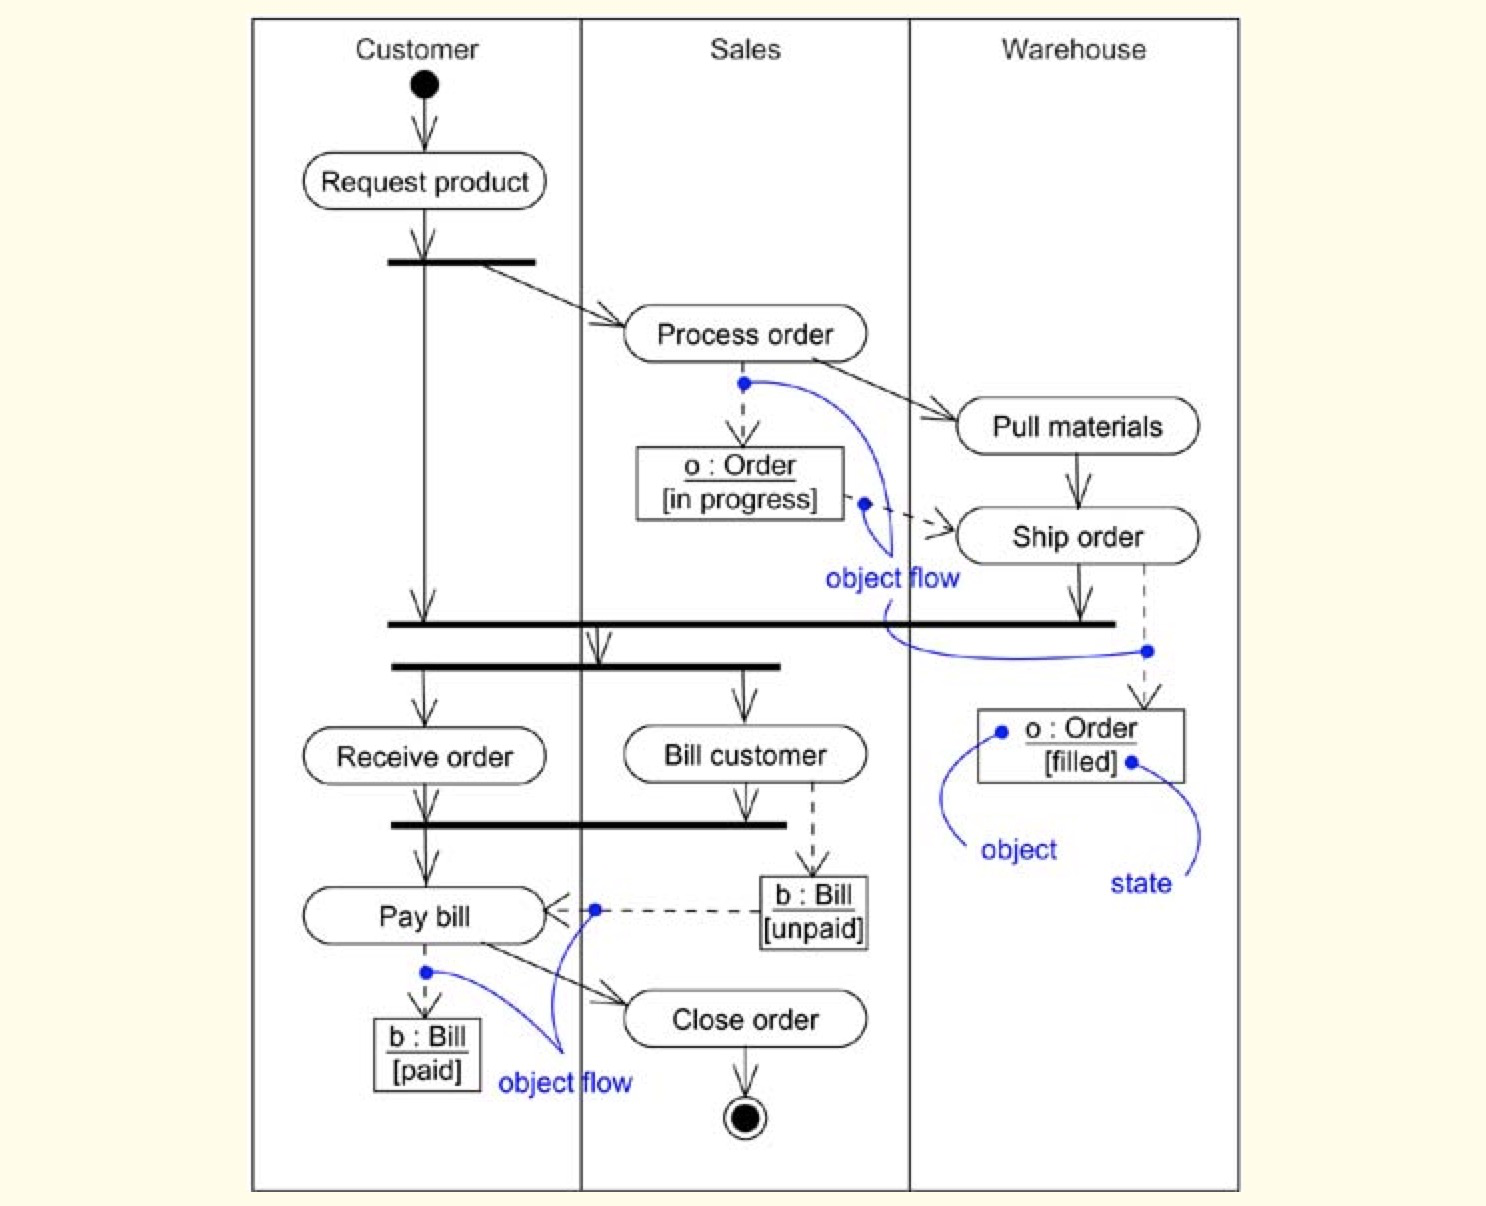 Customer
Sales
Warehouse
Request product
Process order
Pull materials
o : Order
[in progress]
Ship order
object flow
Receive order
Bill customer
o : Order
[filled]
object
state
Pay bill
b : Bill
[unpaid]
Close order
b : Bill
[paid]
object flow